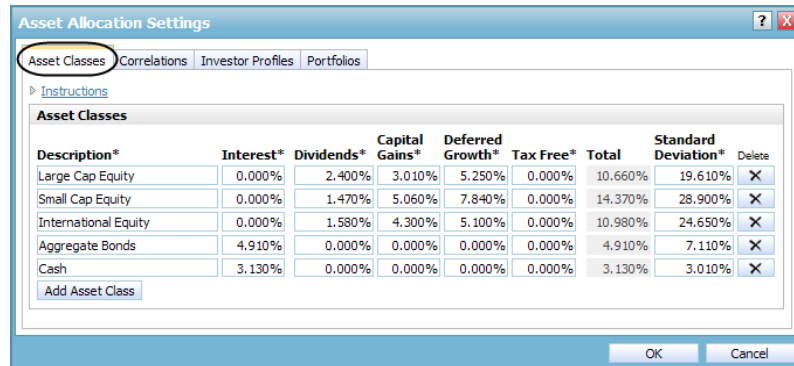 Asset Allocation Settings ? X
Asset Classes Correlations Investor Profiles Portfolios
Instructions
Asset Classes
Description* Interest* Dividends* Capital Gains* Deferred Growth* Tax Free* Total Standard Deviation* Delete
Large Cap Equity 0.000% 2.400% 3.010% 5.250% 0.000% 10.660% 19.610% X
Small Cap Equity 0.000% 1.470% 5.060% 7.840% 0.000% 14.370% 28.900% X
International Equity 0.000% 1.580% 4.300% 5.100% 0.000% 10.980% 24.650% X
Aggregate Bonds 4.910% 0.000% 0.000% 0.000% 0.000% 4.910% 7.110% X
Cash 3.130% 0.000% 0.000% 0.000% 0.000% 3.130% 3.010% X
Add Asset Class
OK Cancel